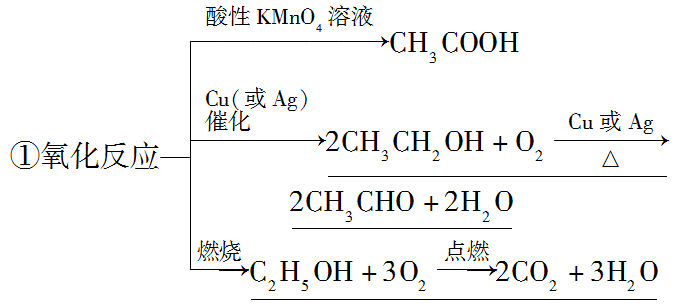 酸性 KMnO₄ 溶液
CH₃COOH
Cu(或 Ag)
催化
①氧化反应
2CH₃CH₂OH + O₂ Cu 或 Ag △
2CH₃CHO + 2H₂O
燃烧 C₂H₅OH + 3O₂ 点燃 2CO₂ + 3H₂O